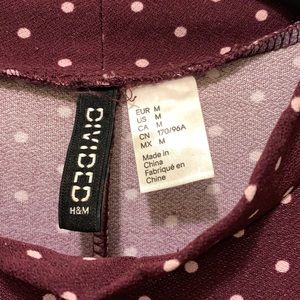 DIVIDED
H&M
EUR M
US M
CA M
CN 170/96A
MX M
Made in
China
Fabriqué en
Chine